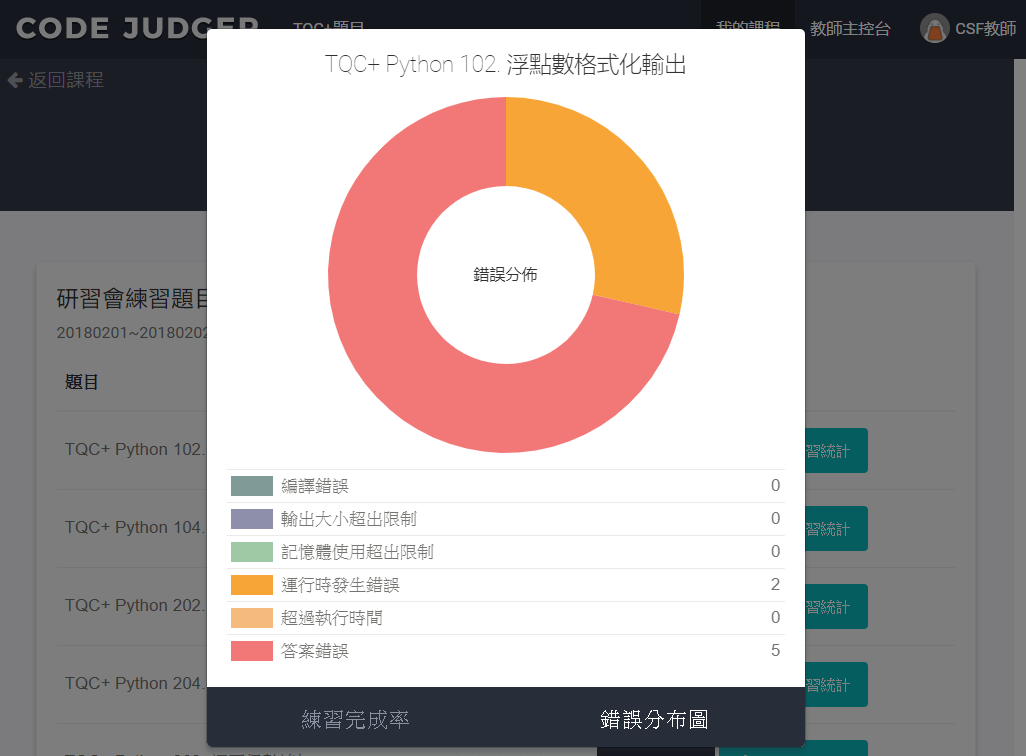 CODE JUDGER TQC+題目 我的課程 教師主控台 CSF教師
返回課程
TQC+ Python 102. 浮點數格式化輸出
錯誤分佈
研習會練習題目
20180201~20180202
題目
TQC+ Python 102. 習統計
TQC+ Python 104. 習統計
TQC+ Python 202. 習統計
TQC+ Python 204. 習統計
編譯錯誤 0
輸出大小超出限制 0
記憶體使用超出限制 0
運行時發生錯誤 2
超過執行時間 0
答案錯誤 5
練習完成率 錯誤分布圖